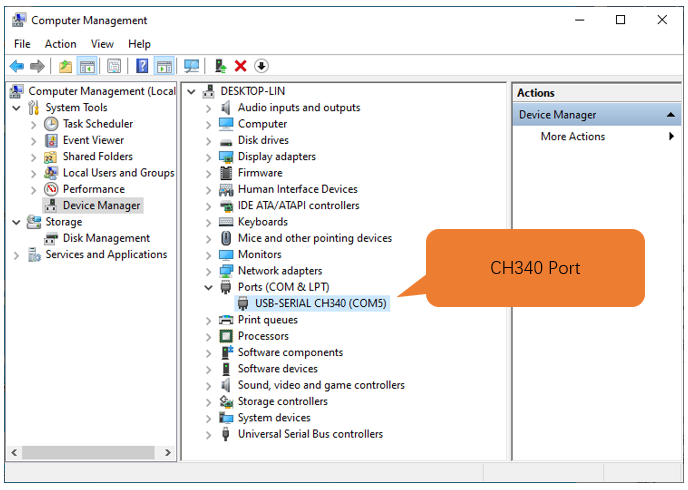 Computer Management
File Action View Help
Computer Management (Local
System Tools
Task Scheduler
Event Viewer
Shared Folders
Local Users and Groups
Performance
Device Manager
Storage
Disk Management
Services and Applications
DESKTOP-LIN
Audio inputs and outputs
Computer
Disk drives
Display adapters
Firmware
Human Interface Devices
IDE ATA/ATAPI controllers
Keyboards
Mice and other pointing devices
Monitors
Network adapters
Ports (COM & LPT)
USB-SERIAL CH340 (COM5)
Print queues
Processors
Software components
Software devices
Sound, video and game controllers
Storage controllers
System devices
Universal Serial Bus controllers
CH340 Port
Actions
Device Manager
More Actions